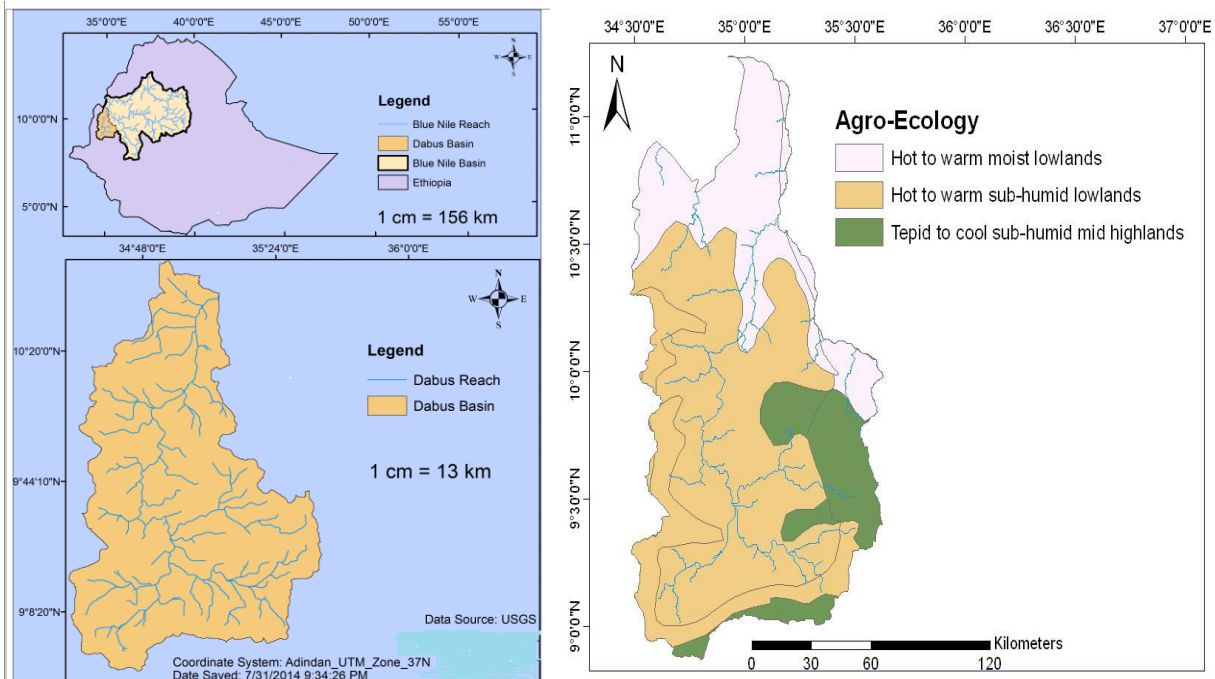 35°0'0"E 40°0'0"E 45°0'0"E 50°0'0"E 55°0'0"E
N
W E
S
Legend
10°0'0"N
Blue Nile Reach
Dabus Basin
Blue Nile Basin
Ethiopia
5°0'0"N
1 cm = 156 km
34°48'0"E 35°24'0"E 36°0'0"E
N
W E
S
10°20'0"N
Legend
Dabus Reach
Dabus Basin
1 cm = 13 km
9°44'10"N
9°8'20"N
Data Source: USGS
Coordinate System: Adindan_UTM_Zone_37N
Date Saved: 7/31/2014 9:34:26 PM
34°30'0"E 35°0'0"E 35°30'0"E 36°0'0"E 36°30'0"E 37°0'0"E
N
11°0'0"N
Agro-Ecology
Hot to warm moist lowlands
Hot to warm sub-humid lowlands
Tepid to cool sub-humid mid highlands
10°30'0"N
10°0'0"N
9°30'0"N
9°0'0"N
Kilometers
0 30 60 120